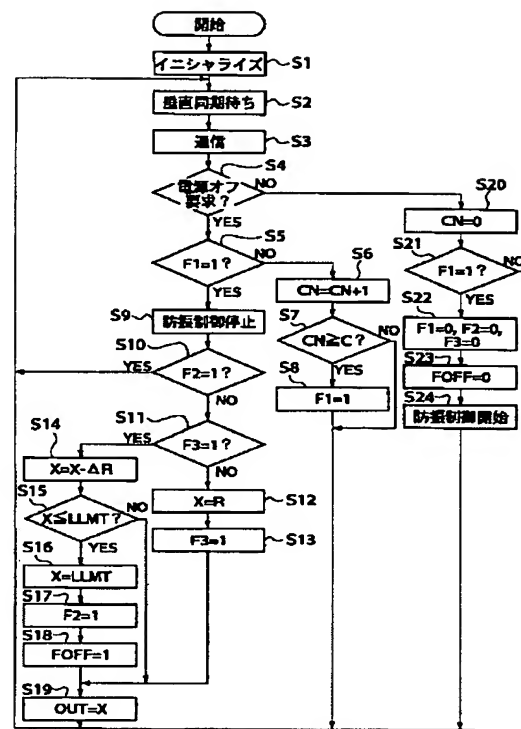 開始
イニシャライズ
S1
垂直同期待ち
S2
通信
S3
S4
電源オフ
要求?
NO
YES
S5
F1=1?
NO
YES
S6
CN=CN+1
S7
CN≧C?
NO
YES
S8
F1=1
S9
防振制御停止
S10
F2=1?
YES
NO
S11
F3=1?
YES
NO
S12
X=R
S13
F3=1
S14
X=X-ΔR
S15
X≦LLMT?
NO
YES
S16
X=LLMT
S17
F2=1
S18
FOFF=1
S19
OUT=X
S20
CN=0
S21
F1=1?
NO
YES
S22
F1=0, F2=0,
F3=0
S23
FOFF=0
S24
防振制御開始